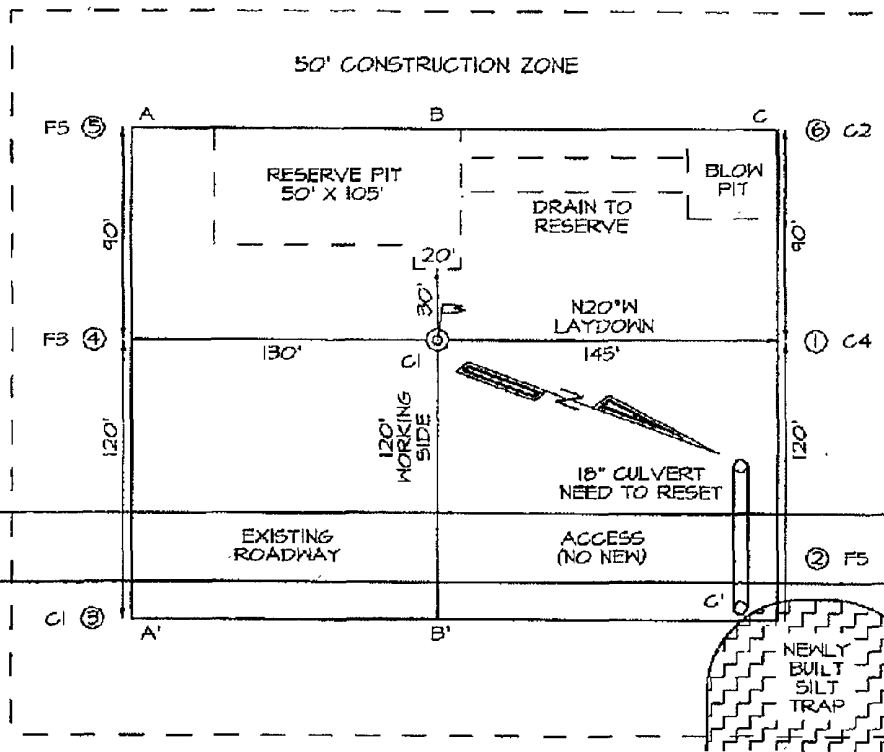 50' CONSTRUCTION ZONE
A
B
C
F5 ⑤
⑥ C2
RESERVE PIT
50' X 105'
BLOW
PIT
DRAIN TO
RESERVE
90'
90'
20'
30'
N20°W
LAYDOWN
F3 ④
① C4
130'
C1
145'
120'
120'
WORKING
SIDE
N
120'
18" CULVERT
NEED TO RESET
EXISTING
ROADWAY
ACCESS
(NO NEW)
② F5
C1 ③
C'
A'
B'
NEWLY
BUILT
SILT
TRAP